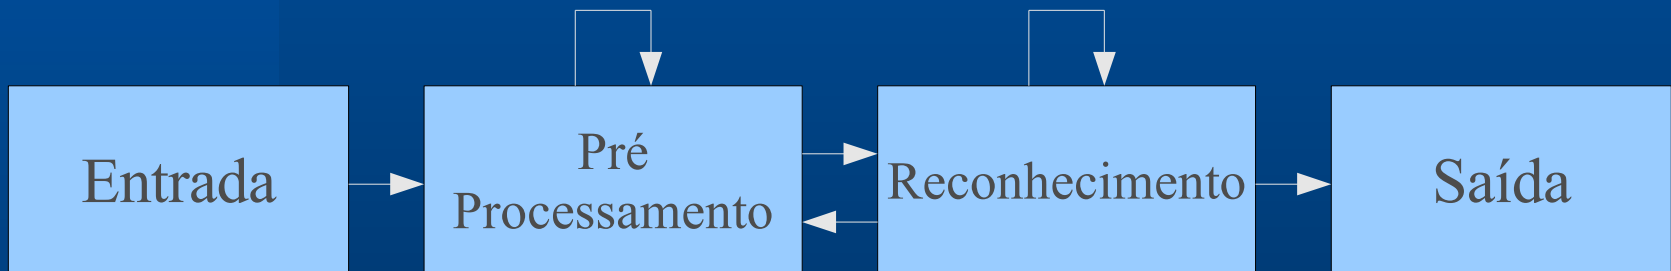 Entrada
Pré
Processamento
Reconhecimento
Saída